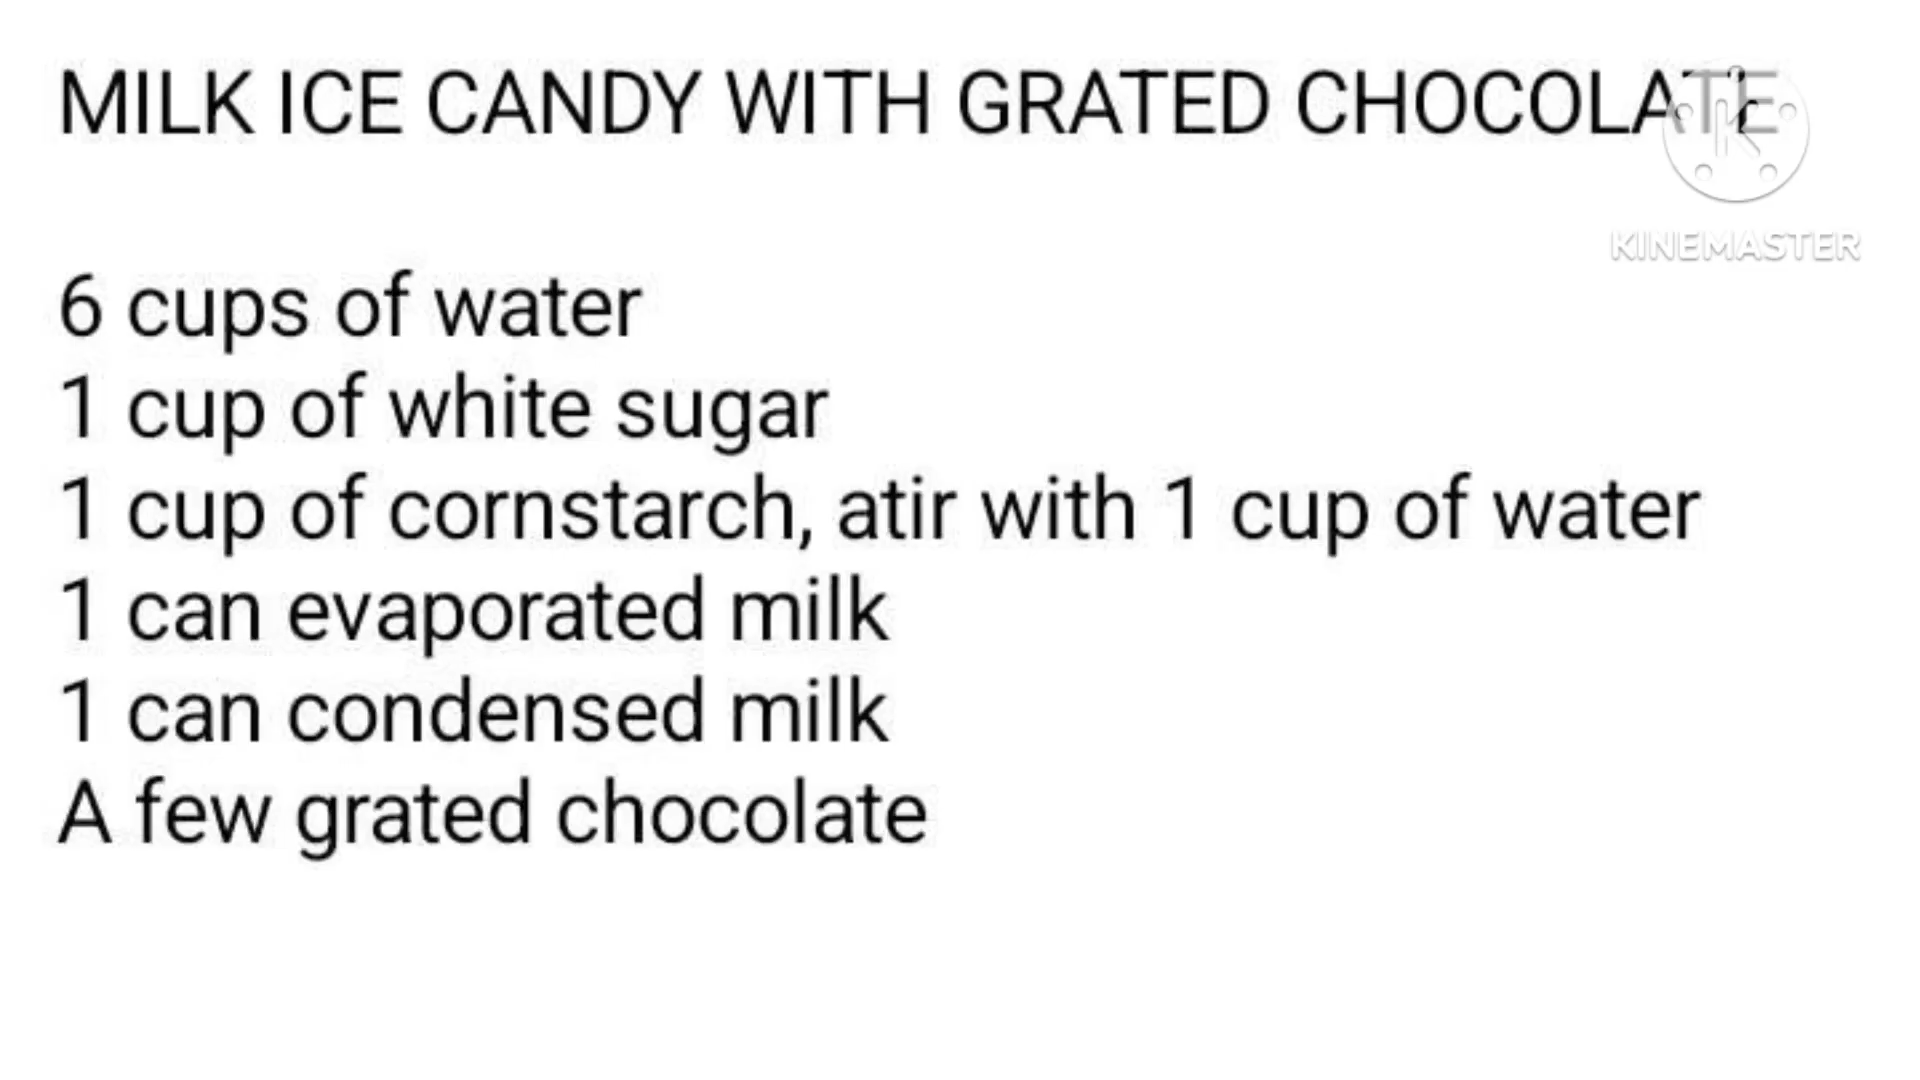 MILK ICE CANDY WITH GRATED CHOCOLATE
KINEMASTER
6 cups of water
1 cup of white sugar
1 cup of cornstarch, atir with 1 cup of water
1 can evaporated milk
1 can condensed milk
A few grated chocolate